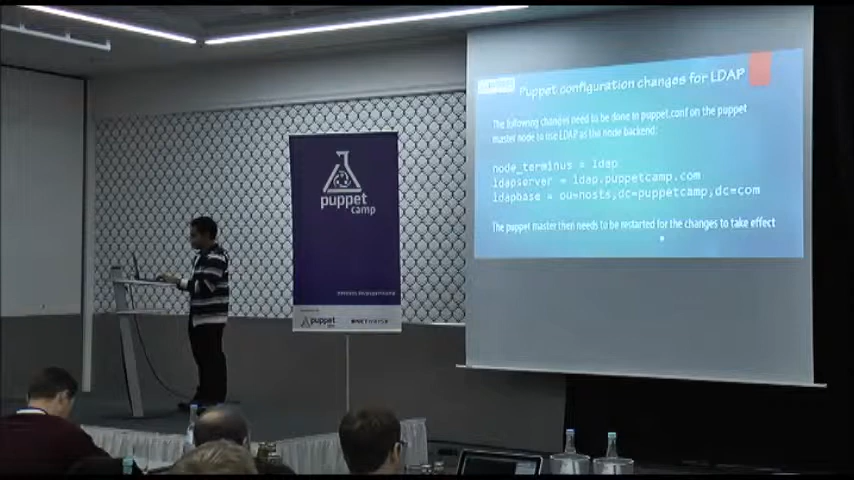 Puppet configuration changes for LDAP
The following changes need to be done in puppet.conf on the puppet
master node to use LDAP as the node backend:
node_terminus = ldap
ldapserver = ldap.puppetcamp.com
ldapbase = ou=hosts,dc=puppetcamp,dc=com
The puppet master then needs to be restarted for the changes to take effect
puppet
camp
puppet